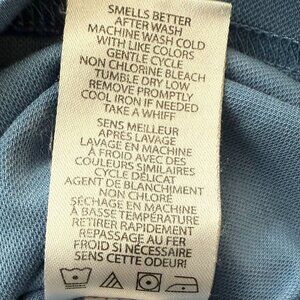 SMELLS BETTER
AFTER WASH
MACHINE WASH COLD
WITH LIKE COLORS
GENTLE CYCLE
NON CHLORINE BLEACH
TUMBLE DRY LOW
REMOVE PROMPTLY
COOL IRON IF NEEDED
TAKE A WHIFF
SENS MEILLEUR
APRÈS LAVAGE
LAVAGE EN MACHINE
À FROID AVEC DES
COULEURS SIMILAIRES
CYCLE DÉLICAT
AGENT DE BLANCHIMENT
NON CHLORÉ
SÉCHAGE EN MACHINE
À BASSE TEMPÉRATURE
RETIRER RAPIDEMENT
REPASSAGE AU FER
FROID SI NÉCESSAIRE
SENS CETTE ODEUR!